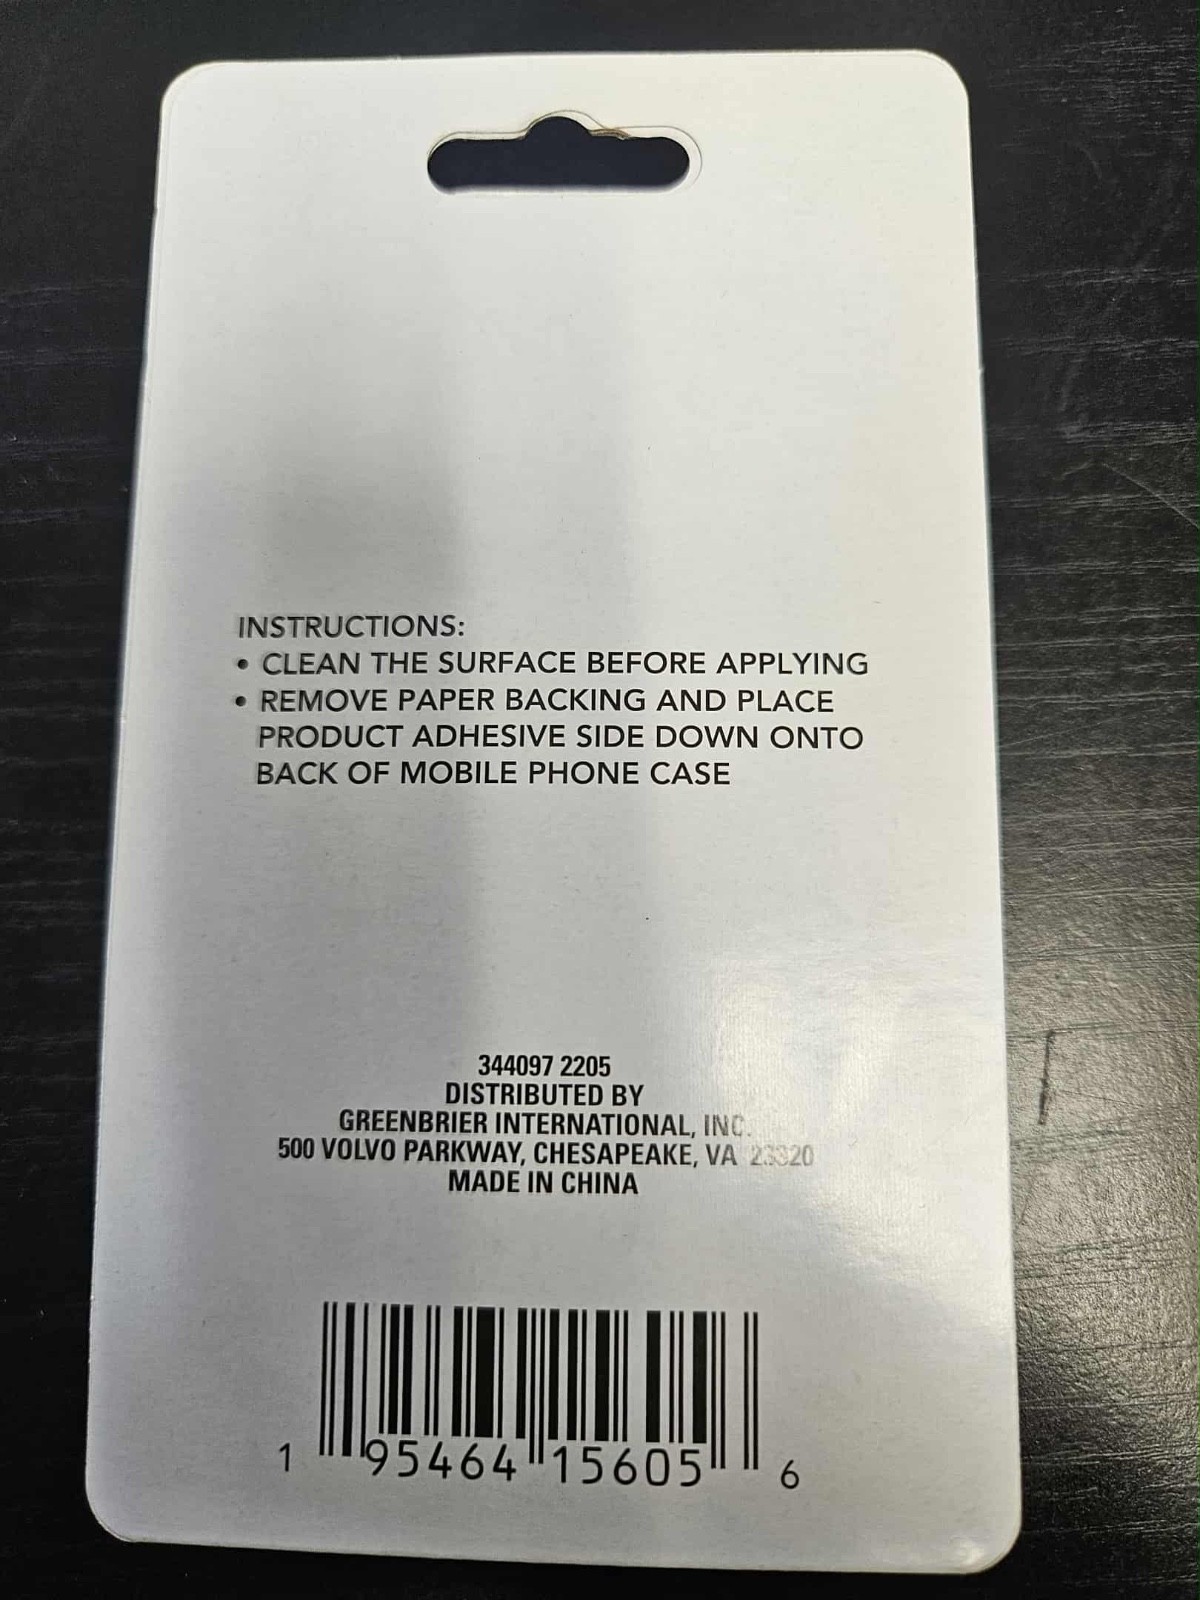 INSTRUCTIONS:
• CLEAN THE SURFACE BEFORE APPLYING
• REMOVE PAPER BACKING AND PLACE
PRODUCT ADHESIVE SIDE DOWN ONTO
BACK OF MOBILE PHONE CASE
344097 2205
DISTRIBUTED BY
GREENBRIER INTERNATIONAL, INC.
500 VOLVO PARKWAY, CHESAPEAKE, VA 23320
MADE IN CHINA
1 95464 15605 6